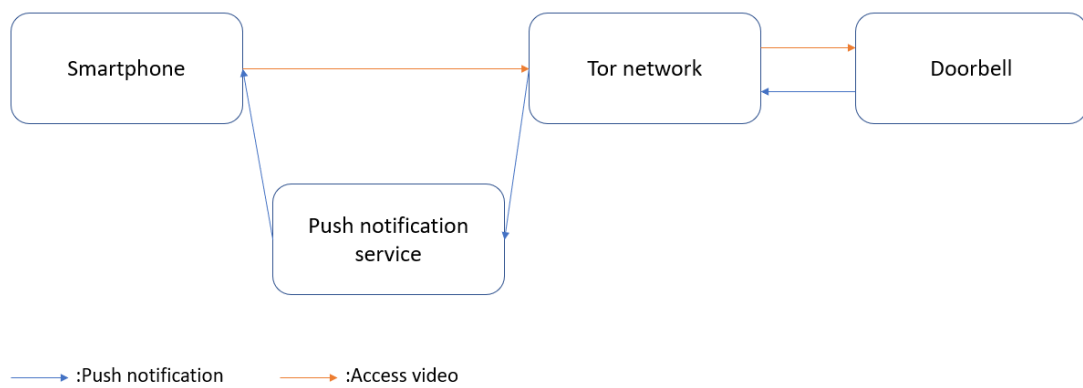 Smartphone
Tor network
Doorbell
Push notification
service
:Push notification
:Access video